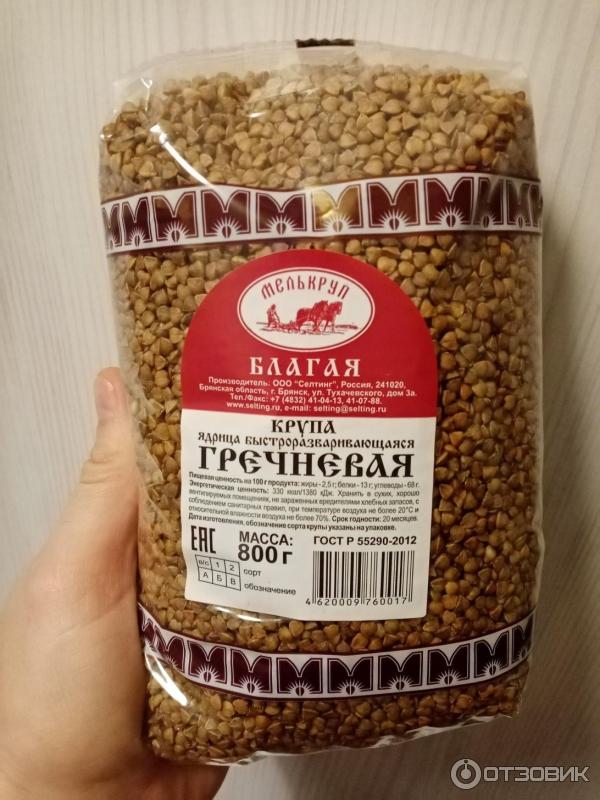 МЕЛЬКРУП
БЛАГАЯ
Производитель: ООО "Селтинг", Россия, 241020,
Брянская область, г. Брянск, ул. Тухачевского, дом 3а.
Тел./Факс: +7 (4832) 41-04-13, 41-07-88.
www.selting.ru, e-mail: selting@selting.ru
КРУПА
ядрица быстроразваривающаяся
ГРЕЧНЕВАЯ
Пищевая ценность на 100 г продукта: жиры - 2,5 г; белки - 13 г; углеводы - 68 г.
Энергетическая ценность: 330 ккал/1380 кДж. Хранить в сухих, хорошо
вентилируемых помещениях, не зараженных вредителями хлебных запасов, с
соблюдением санитарных правил, при температуре воздуха не более 20°С и
относительной влажности воздуха не более 70%. Срок годности: 20 месяцев.
Дата изготовления, обозначение сорта крупы указаны на упаковке.
ЕАС МАССА: 800 г ГОСТ Р 55290-2012
в/с 1 2 сорт
А Б В обозначение
4 620009 760017
ОТЗОВИК